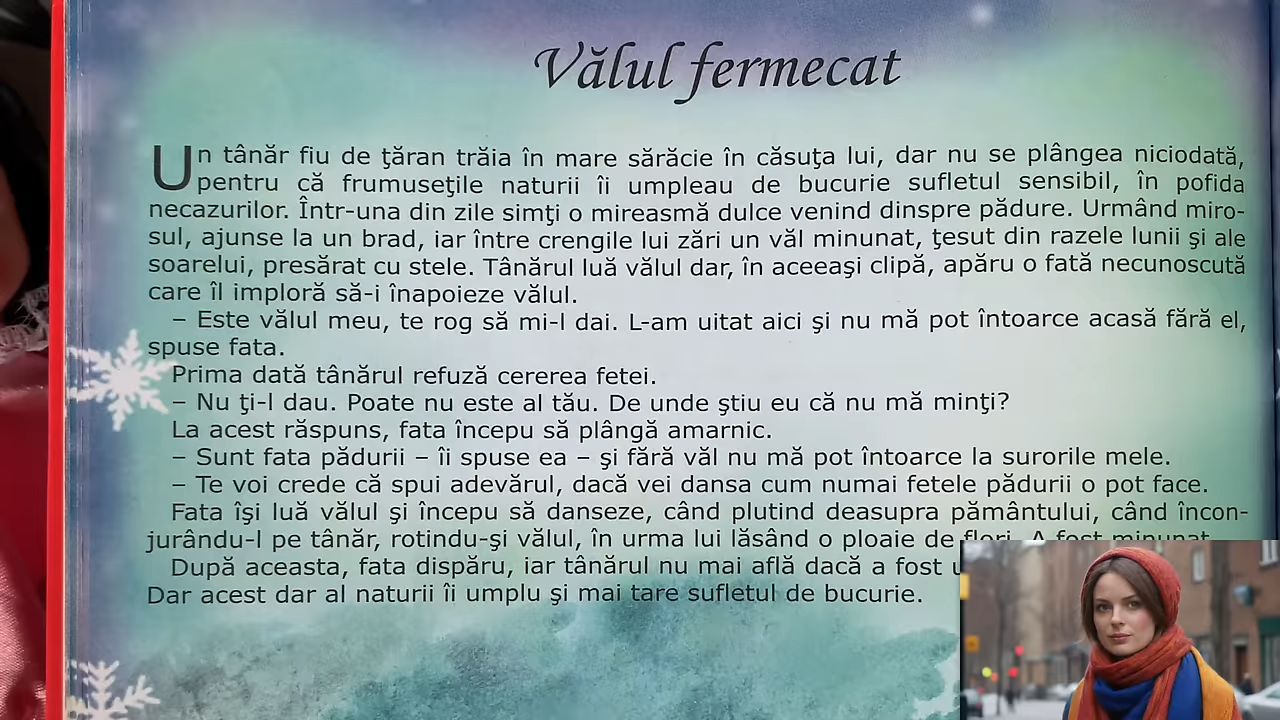 Vălul fermecat
Un tânăr fiu de ţăran trăia în mare sărăcie în căsuţa lui, dar nu se plângea niciodată,
pentru că frumuseţile naturii îi umpleau de bucurie sufletul sensibil, în pofida
necazurilor. Într-una din zile simţi o mireasmă dulce venind dinspre pădure. Urmând miro-
sul, ajunse la un brad, iar între crengile lui zări un văl minunat, ţesut din razele lunii şi ale
soarelui, presărat cu stele. Tânărul luă vălul dar, în aceeaşi clipă, apăru o fată necunoscută
care îl imploră să-i înapoieze vălul.
– Este vălul meu, te rog să mi-l dai. L-am uitat aici şi nu mă pot întoarce acasă fără el,
spuse fata.
Prima dată tânărul refuză cererea fetei.
– Nu ţi-l dau. Poate nu este al tău. De unde ştiu eu că nu mă minţi?
La acest răspuns, fata începu să plângă amarnic.
– Sunt fata pădurii – îi spuse ea – şi fără văl nu mă pot întoarce la surorile mele.
– Te voi crede că spui adevărul, dacă vei dansa cum numai fetele pădurii o pot face.
Fata îşi luă vălul şi începu să danseze, când plutind deasupra pământului, când încon-
jurându-l pe tânăr, rotindu-şi vălul, în urma lui lăsând o ploaie de flori. A fost minunat.
După aceasta, fata dispăru, iar tânărul nu mai află dacă a fost
Dar acest dar al naturii îi umplu şi mai tare sufletul de bucurie.